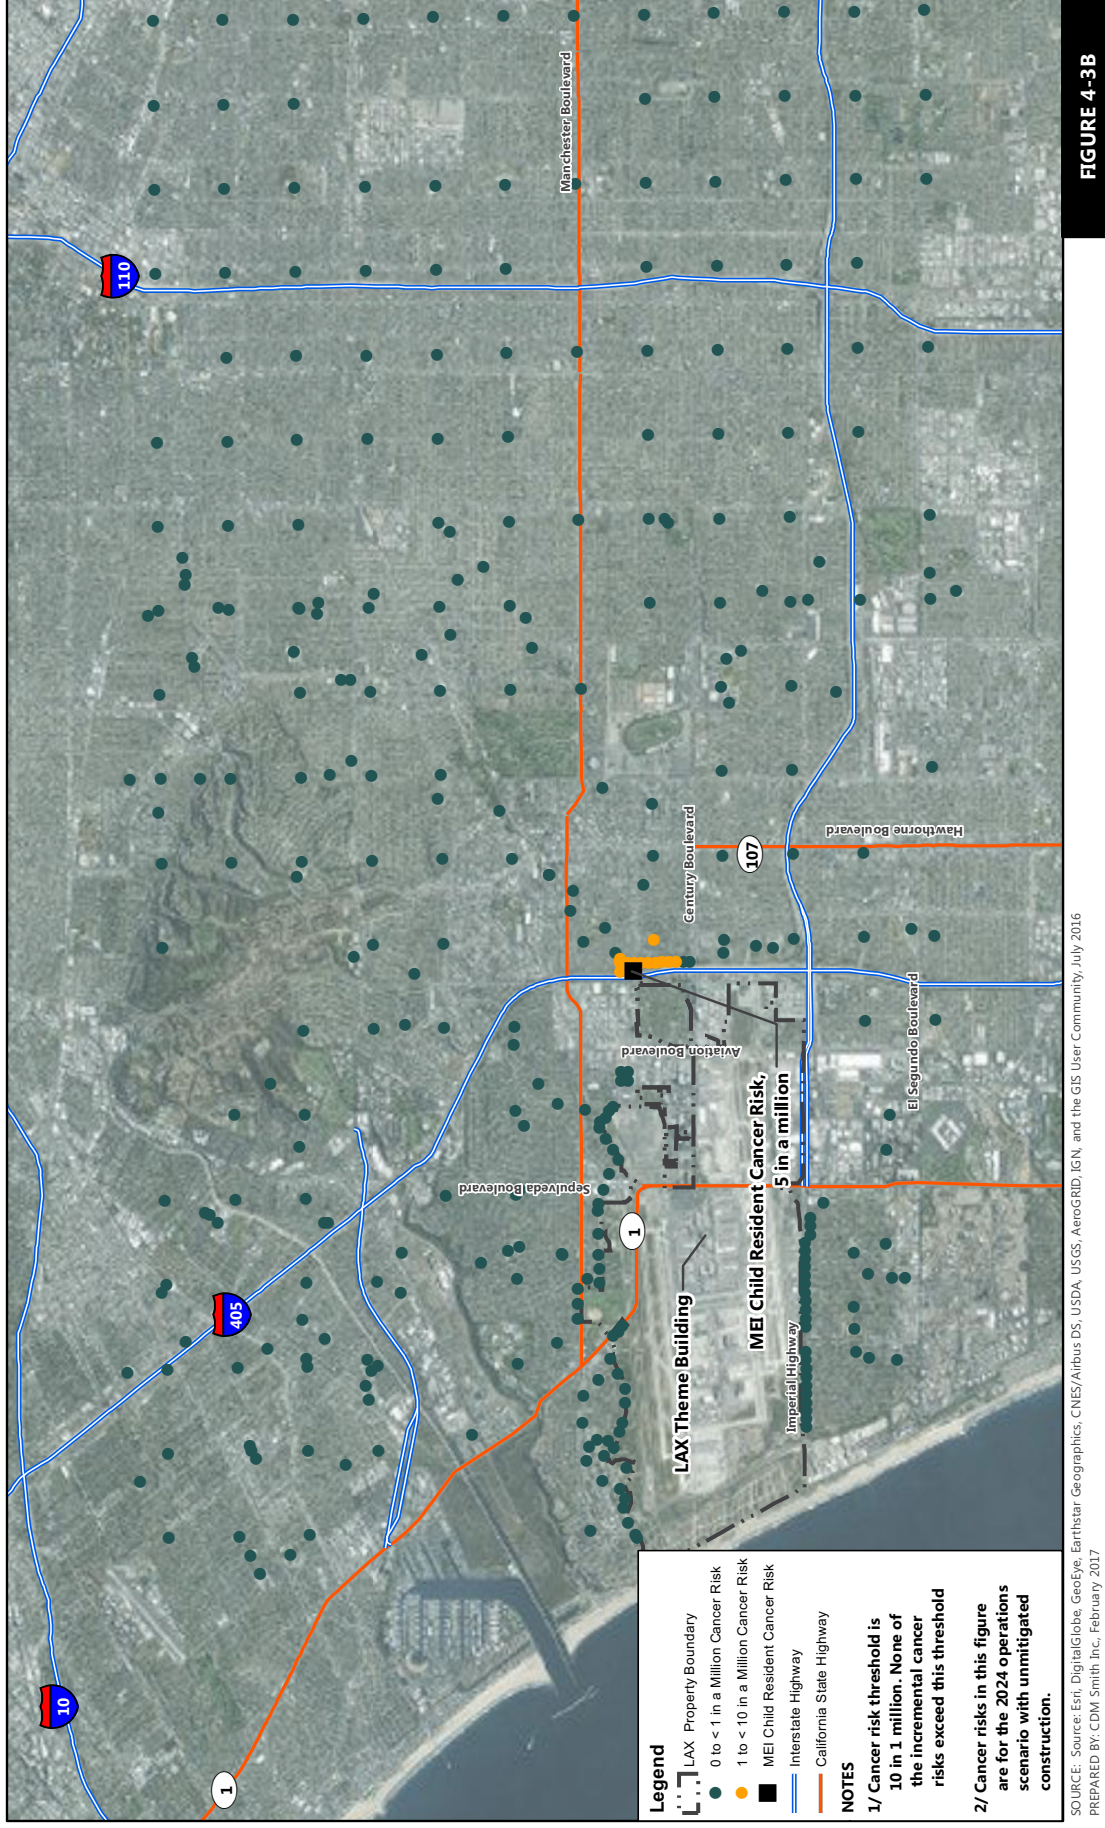 10
1
405
110
Manchester Boulevard
Sepulveda Boulevard
1
Century Boulevard
107
Hawthorne Boulevard
Aviation Boulevard
El Segundo Boulevard
Imperial Highway
LAX Theme Building
MEI Child Resident Cancer Risk,
5 in a million
Legend
LAX Property Boundary
0 to < 1 in a Million Cancer Risk
1 to < 10 in a Million Cancer Risk
MEI Child Resident Cancer Risk
Interstate Highway
California State Highway
NOTES
1/ Cancer risk threshold is
10 in 1 million. None of
the incremental cancer
risks exceed this threshold
2/ Cancer risks in this figure
are for the 2024 operations
scenario with unmitigated
construction.
SOURCE: Source: Esri, DigitalGlobe, GeoEye, Earthstar Geographics, CNES/Airbus DS, USDA, USGS, AeroGRID, IGN, and the GIS User Community, July 2016
PREPARED BY: CDM Smith Inc, February 2017
FIGURE 4-3B